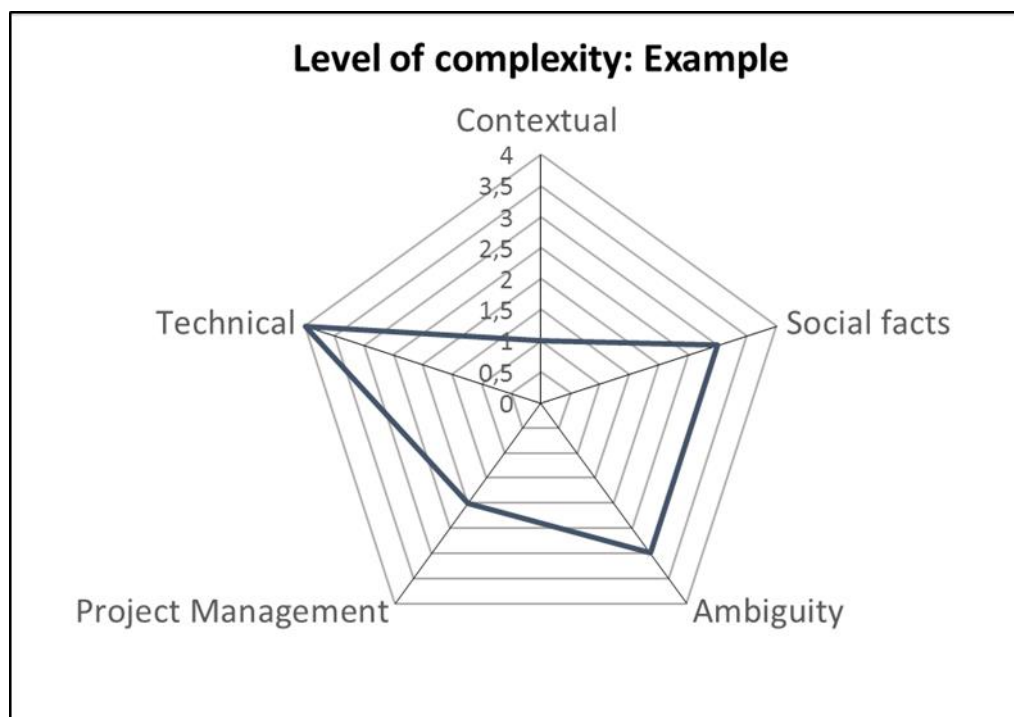 Level of complexity: Example
Contextual
4
3,5
3
2,5
2
1,5
1
0,5
0
Technical
Social facts
Project Management
Ambiguity